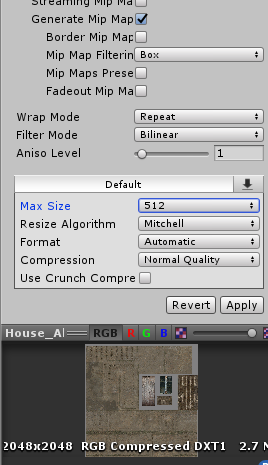 Streaming Mip Ma
Generate Mip Map
Border Mip Map
Mip Map Filterin Box
Mip Maps Prese
Fadeout Mip Ma
Wrap Mode Repeat
Filter Mode Bilinear
Aniso Level 1
Default
Max Size 512
Resize Algorithm Mitchell
Format Automatic
Compression Normal Quality
Use Crunch Compre
Revert Apply
House_Al RGB R G B
2048x2048 RGB Compressed DXT1 2.7 M